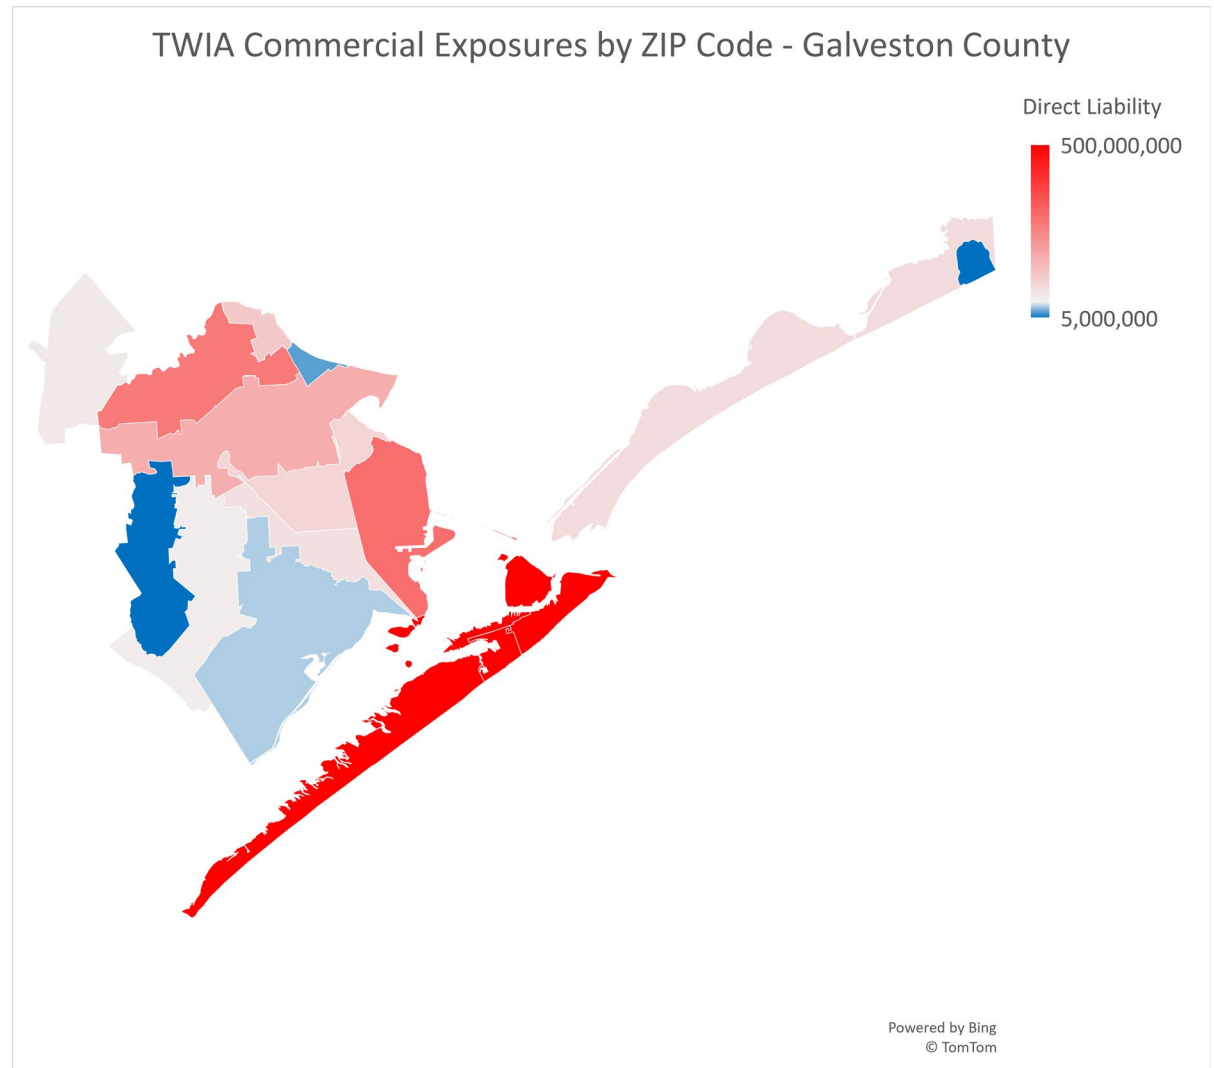 TWIA Commercial Exposures by ZIP Code - Galveston County
Direct Liability
500,000,000
5,000,000
Powered by Bing
© TomTom